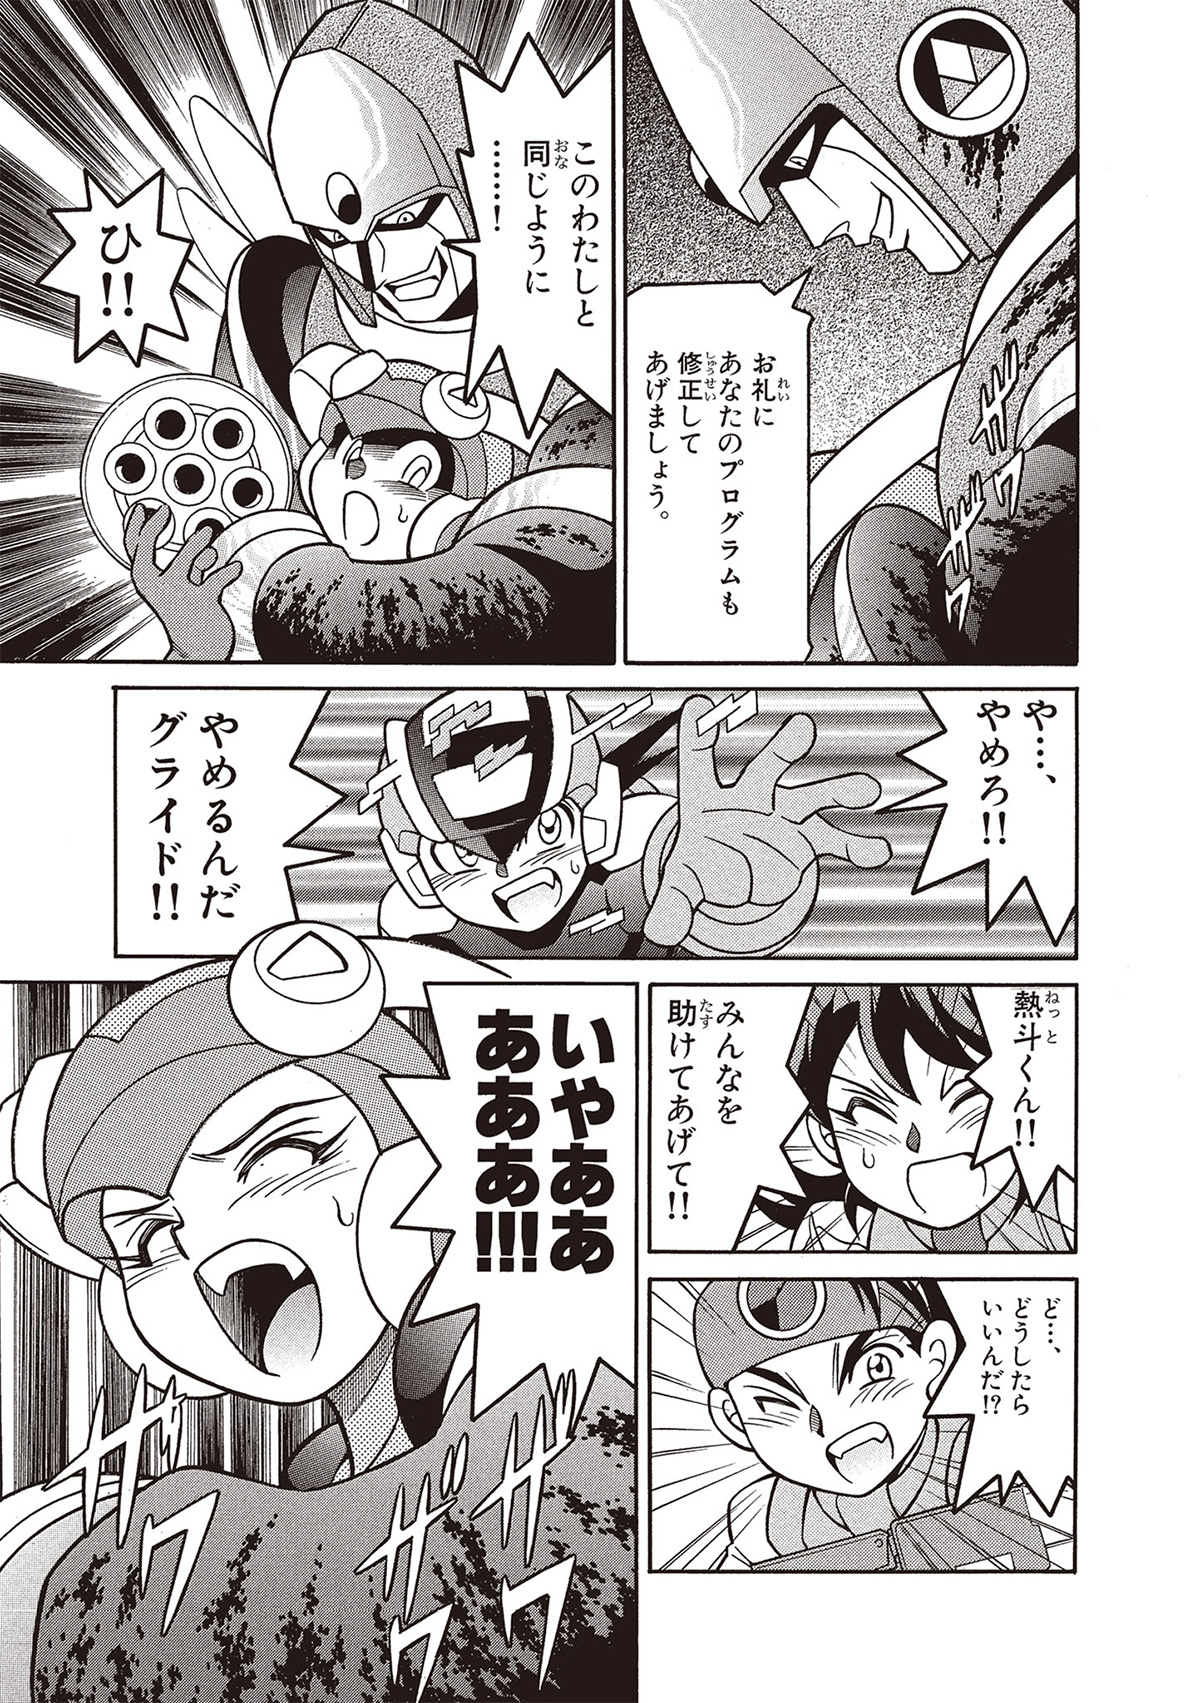 お礼に
あなたのプログラムも
修正して
あげましょう。
ザワ
ザワ
このわたしと
同じように
……！
ひ！！
や…、
やめろ！！
やめるんだ
グライド！！
熱斗くん！！
みんなを
助けてあげて！！
ど…、
どうしたら
いいんだ！？
いやああ
あああ！！！
ザワ
ザワ
ザワ